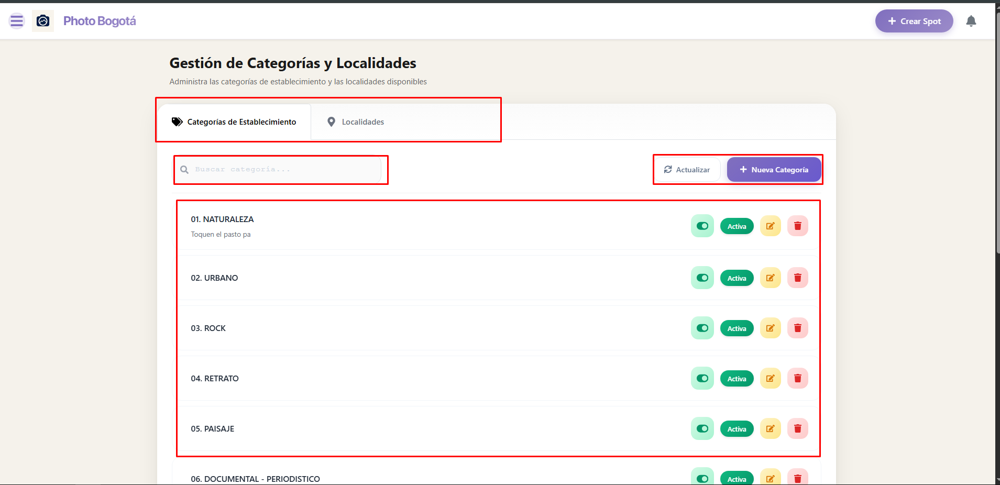 Photo Bogotá
Crear Spot
Gestión de Categorías y Localidades
Administra las categorías de establecimiento y las localidades disponibles
Categorías de Establecimiento
Localidades
Buscar categoría...
Actualizar
Nueva Categoría
01. NATURALEZA
Toquen el pasto pa
Activa
02. URBANO
Activa
03. ROCK
Activa
04. RETRATO
Activa
05. PAISAJE
Activa
06. DOCUMENTAL - PERIODISTICO
Activa